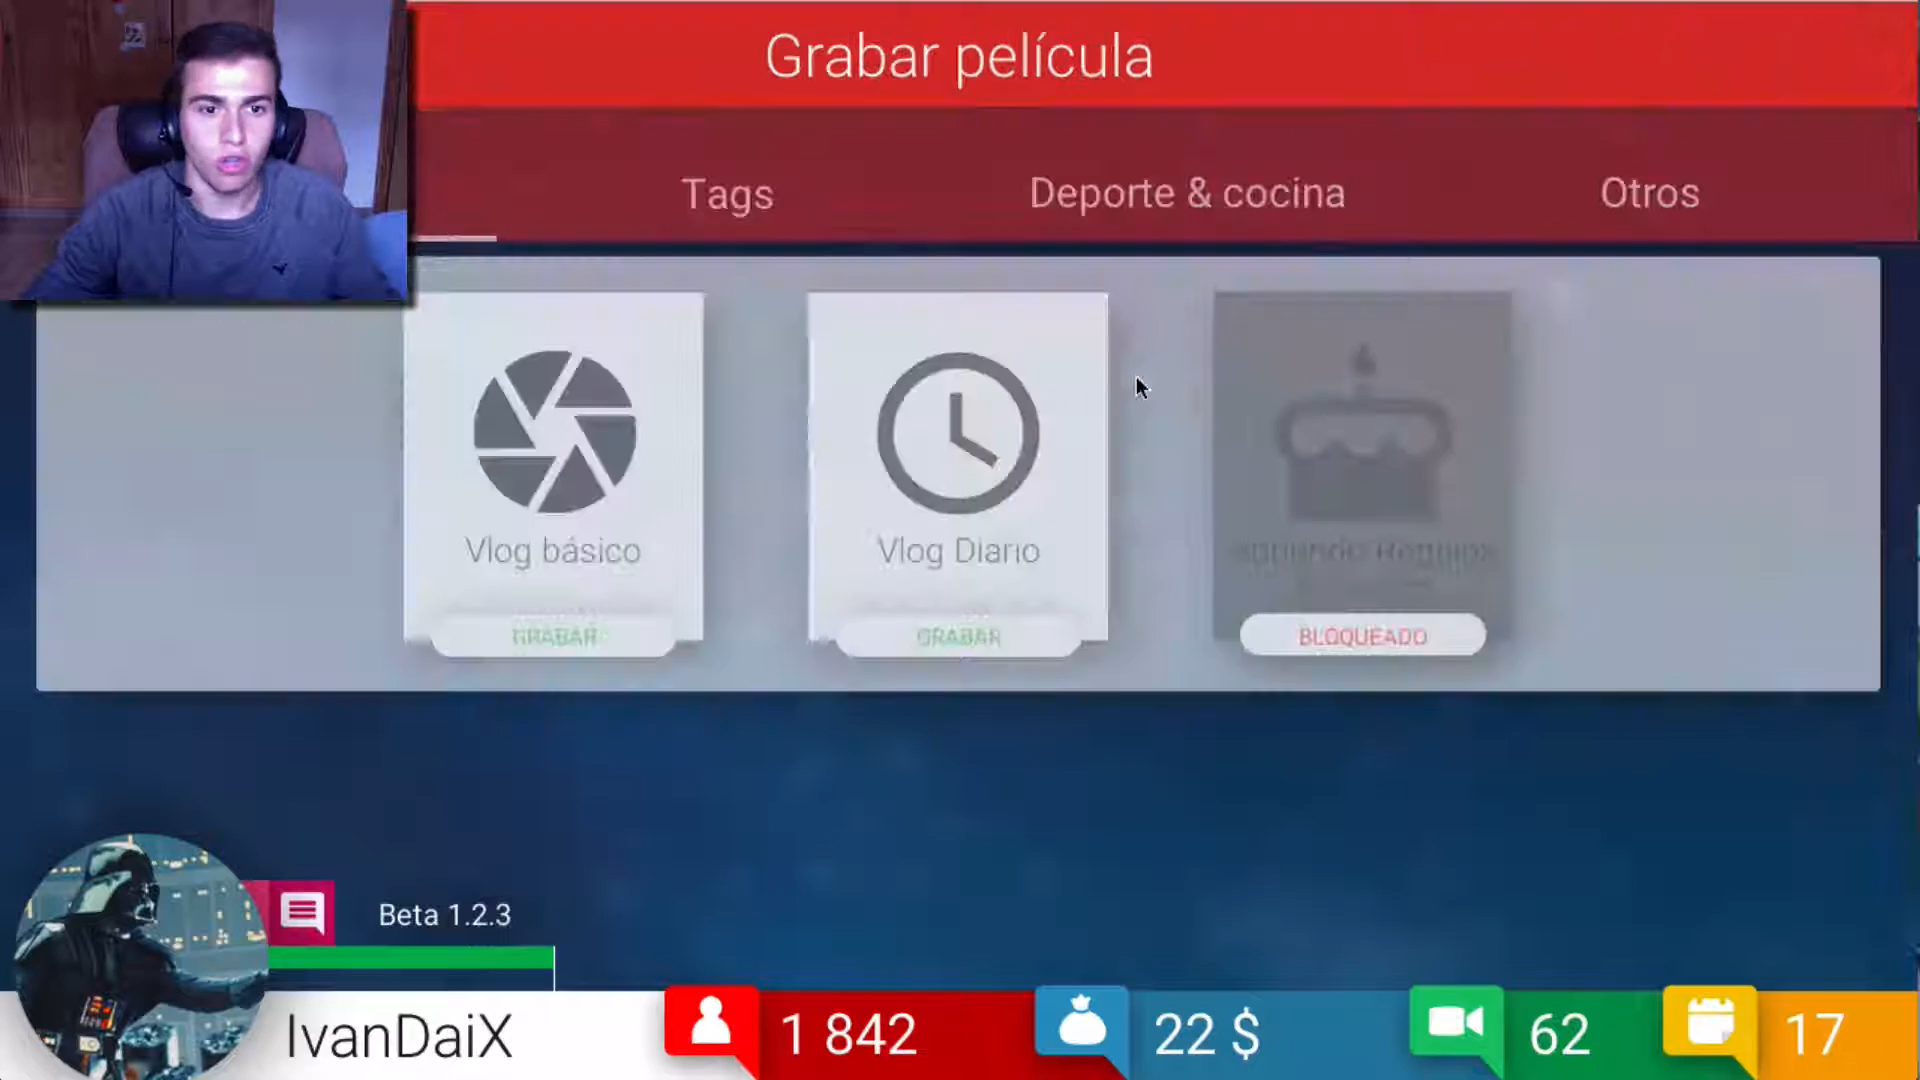 Grabar película
Tags
Deporte & cocina
Otros
Vlog básico
Vlog Diario
GRABAR
GRABAR
BLOQUEADO
Beta 1.2.3
IvanDaiX
1 842
22 $
62
17